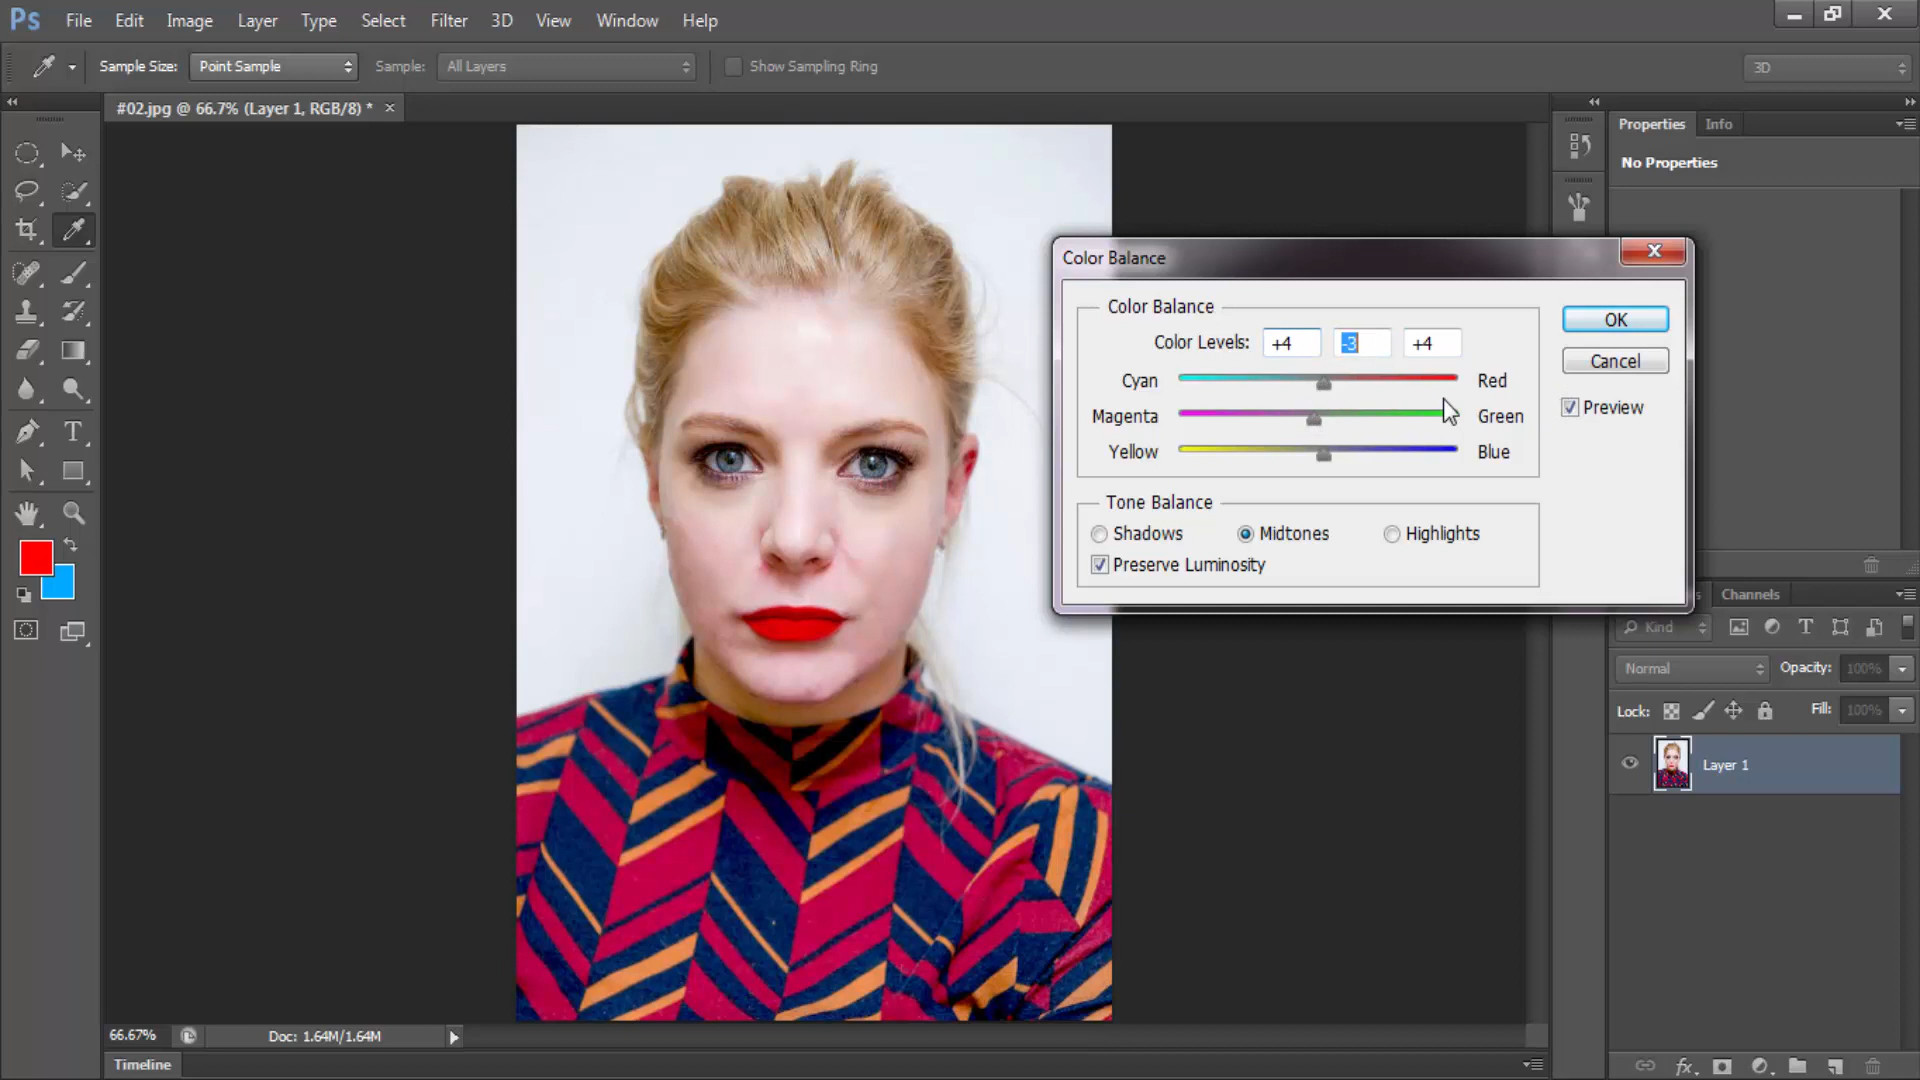 Ps File Edit Image Layer Type Select Filter 3D View Window Help
Sample Size: Point Sample Sample: All Layers Show Sampling Ring 3D
#02.jpg @ 66.7% (Layer 1, RGB/8) *
Properties Info
No Properties
Color Balance
Color Balance
Color Levels: +4 -3 +4
Cyan Red
Magenta Green
Yellow Blue
Tone Balance
Shadows Midtones Highlights
Preserve Luminosity
OK
Cancel
Preview
Channels
Kind
Normal Opacity: 100%
Lock: Fill: 100%
Layer 1
66.67% Doc: 1.64M/1.64M
Timeline